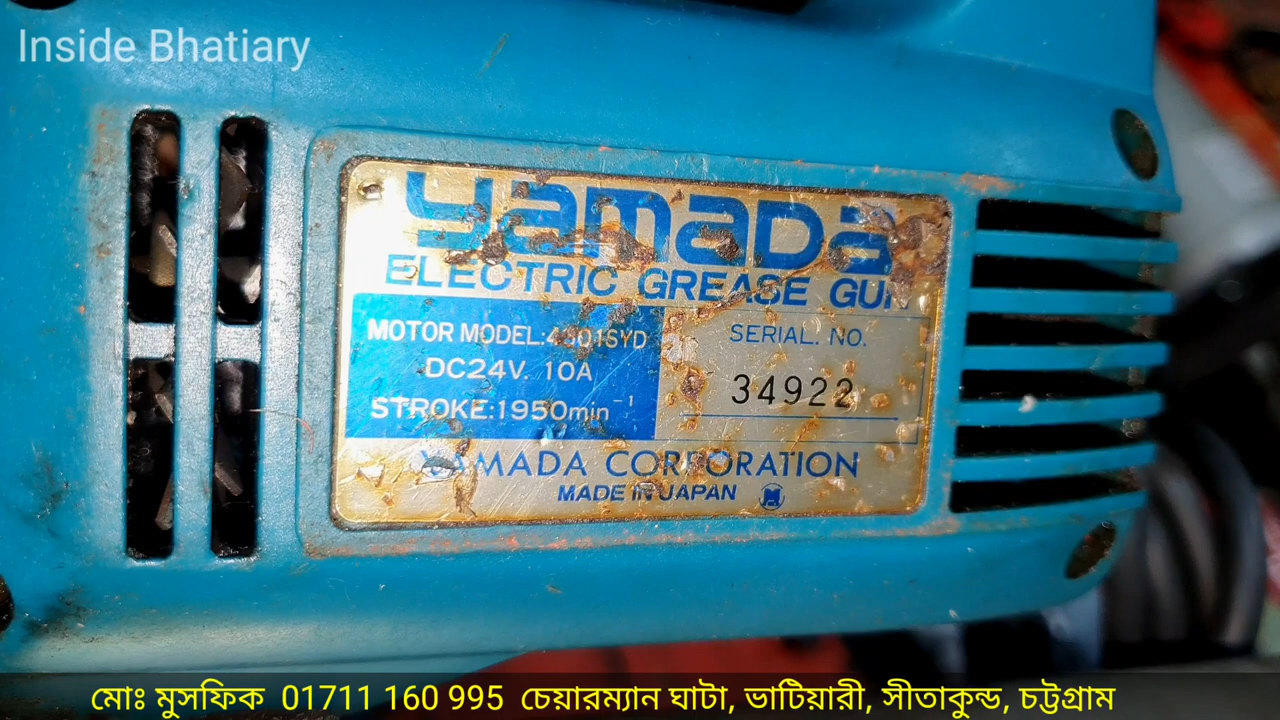 Inside Bhatiary
yamada
ELECTRIC GREASE GUN
MOTOR MODEL:
DC24V. 10A
STROKE:1950min⁻¹
SERIAL. NO.
34922
YAMADA CORPORATION
MADE IN JAPAN
মোঃ মুসফিক 01711 160 995 চেয়ারম্যান ঘাটা, ভাটিয়ারী, সীতাকুন্ড, চট্টগ্রাম